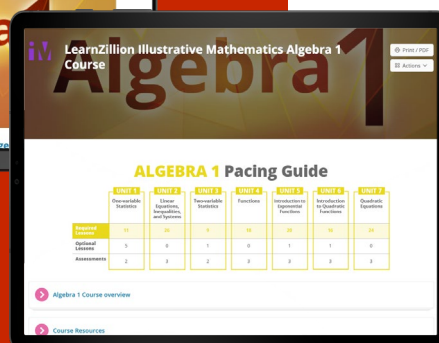 iM
LearnZillion Illustrative Mathematics Algebra 1
Course
Print / PDF
Actions
Algebra 1
ALGEBRA 1 Pacing Guide
UNIT 1 UNIT 2 UNIT 3 UNIT 4 UNIT 5 UNIT 6 UNIT 7
One-variable Statistics
Linear Equations, Inequalities, and Systems
Two-variable Statistics
Functions
Introduction to Exponential Functions
Introduction to Quadratic Functions
Quadratic Equations
Required Lessons
Optional Lessons 5 0 1 0 1 1 0
Assessments 2 3 2 3 3 3 3
Algebra 1 Course overview
Course Resources